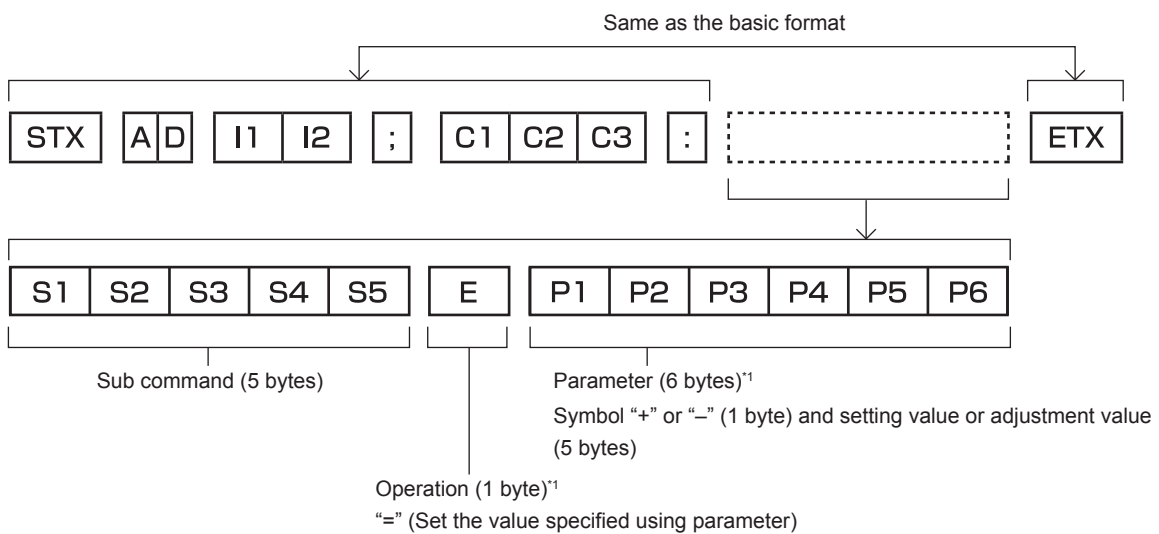 Same as the basic format
STX A D I1 I2 ; C1 C2 C3 : ETX
S1 S2 S3 S4 S5 E P1 P2 P3 P4 P5 P6
Sub command (5 bytes)
Parameter (6 bytes)*1
Symbol “+” or “–” (1 byte) and setting value or adjustment value
(5 bytes)
Operation (1 byte)*1
“=” (Set the value specified using parameter)